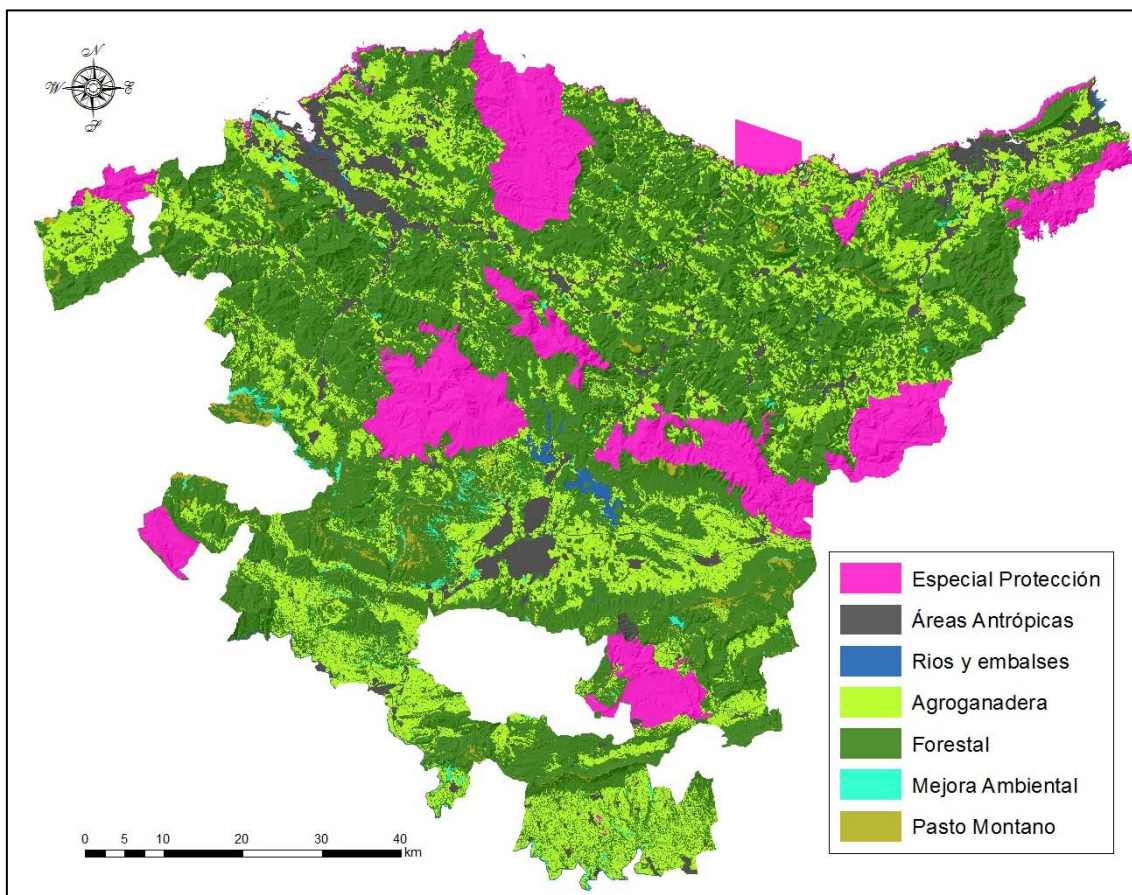 N
W E
S
Especial Protección
Áreas Antrópicas
Rios y embalses
Agroganadera
Forestal
Mejora Ambiental
Pasto Montano
0 5 10 20 30 40
km